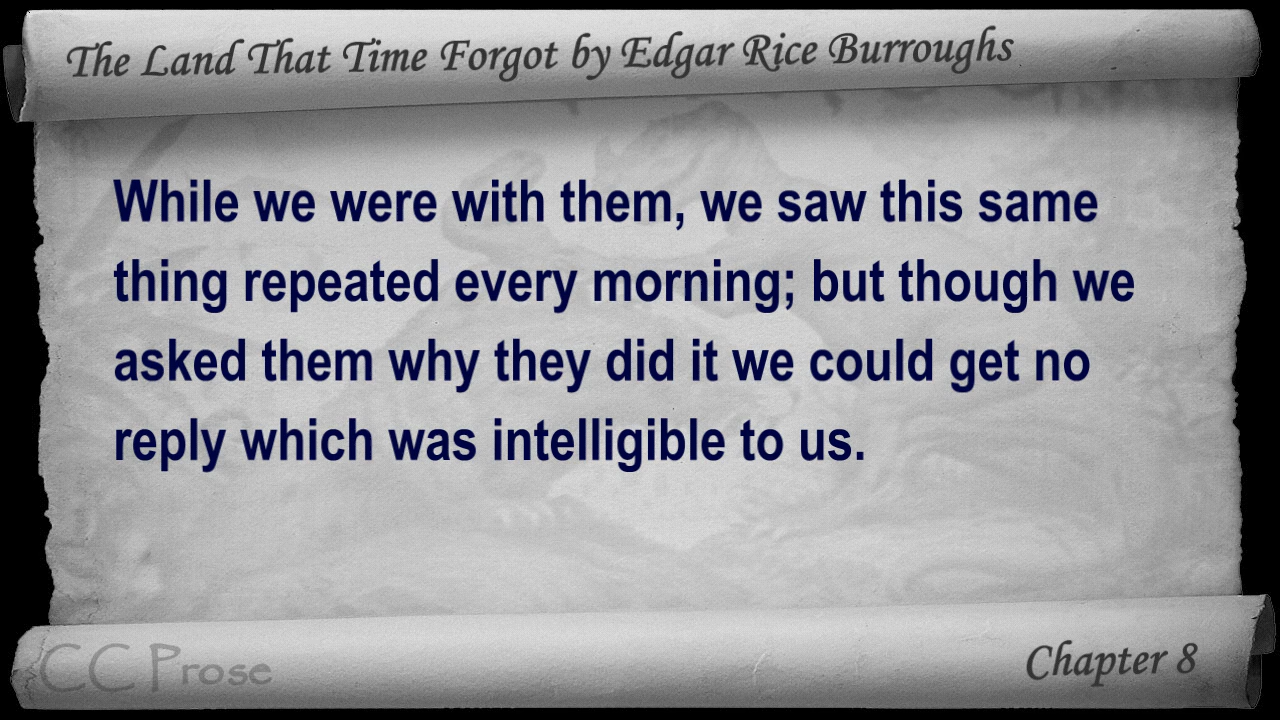 The Land That Time Forgot by Edgar Rice Burroughs
While we were with them, we saw this same
thing repeated every morning; but though we
asked them why they did it we could get no
reply which was intelligible to us.
CC Prose
Chapter 8